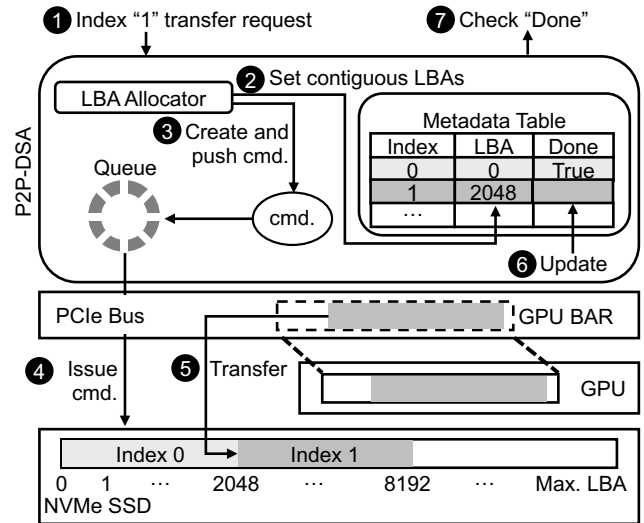 1 Index “1” transfer request
7 Check “Done”
P2P-DSA
LBA Allocator
2 Set contiguous LBAs
3 Create and
push cmd.
Queue
cmd.
Metadata Table
Index LBA Done
0 0 True
1 2048
...
6 Update
PCIe Bus
GPU BAR
4 Issue
cmd.
5 Transfer
GPU
Index 0 Index 1
0 1 ... 2048 ... 8192 ... Max. LBA
NVMe SSD